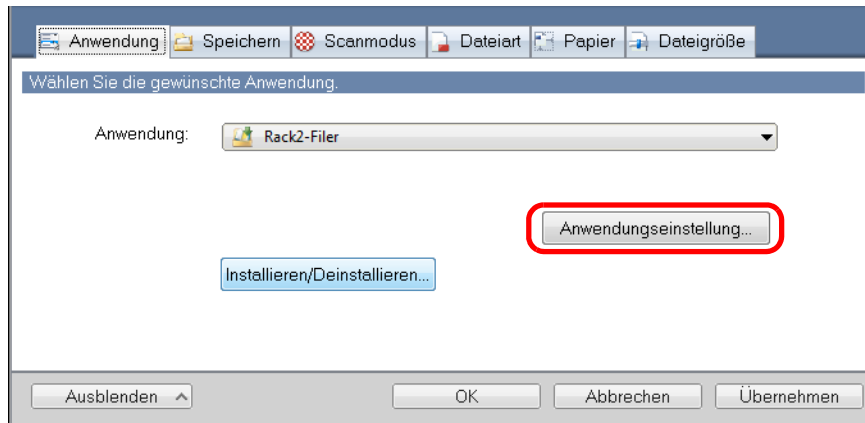 Anwendung Speichern Scanmodus Dateiart Papier Dateigröße
Wählen Sie die gewünschte Anwendung.
Anwendung: Rack2-Filer
Anwendungseinstellung...
Installieren/Deinstallieren...
Ausblenden OK Abbrechen Übernehmen